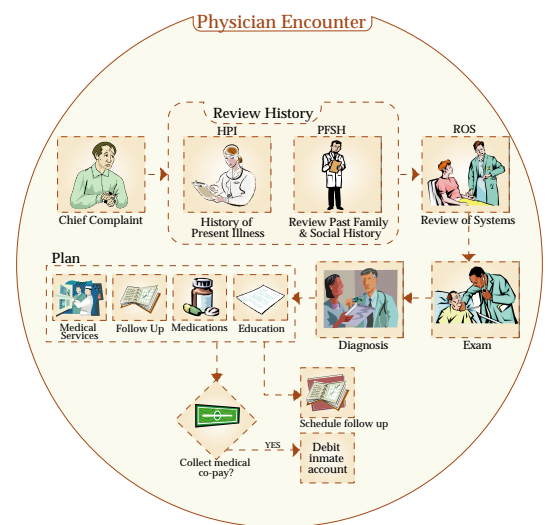 Physician Encounter
Review History
HPI
PFSH
ROS
Chief Complaint
History of
Present Illness
Review Past Family
& Social History
Review of Systems
Plan
Medical
Services
Follow Up
Medications
Education
Diagnosis
Exam
Schedule follow up
Collect medical
co-pay?
YES
Debit
inmate
account